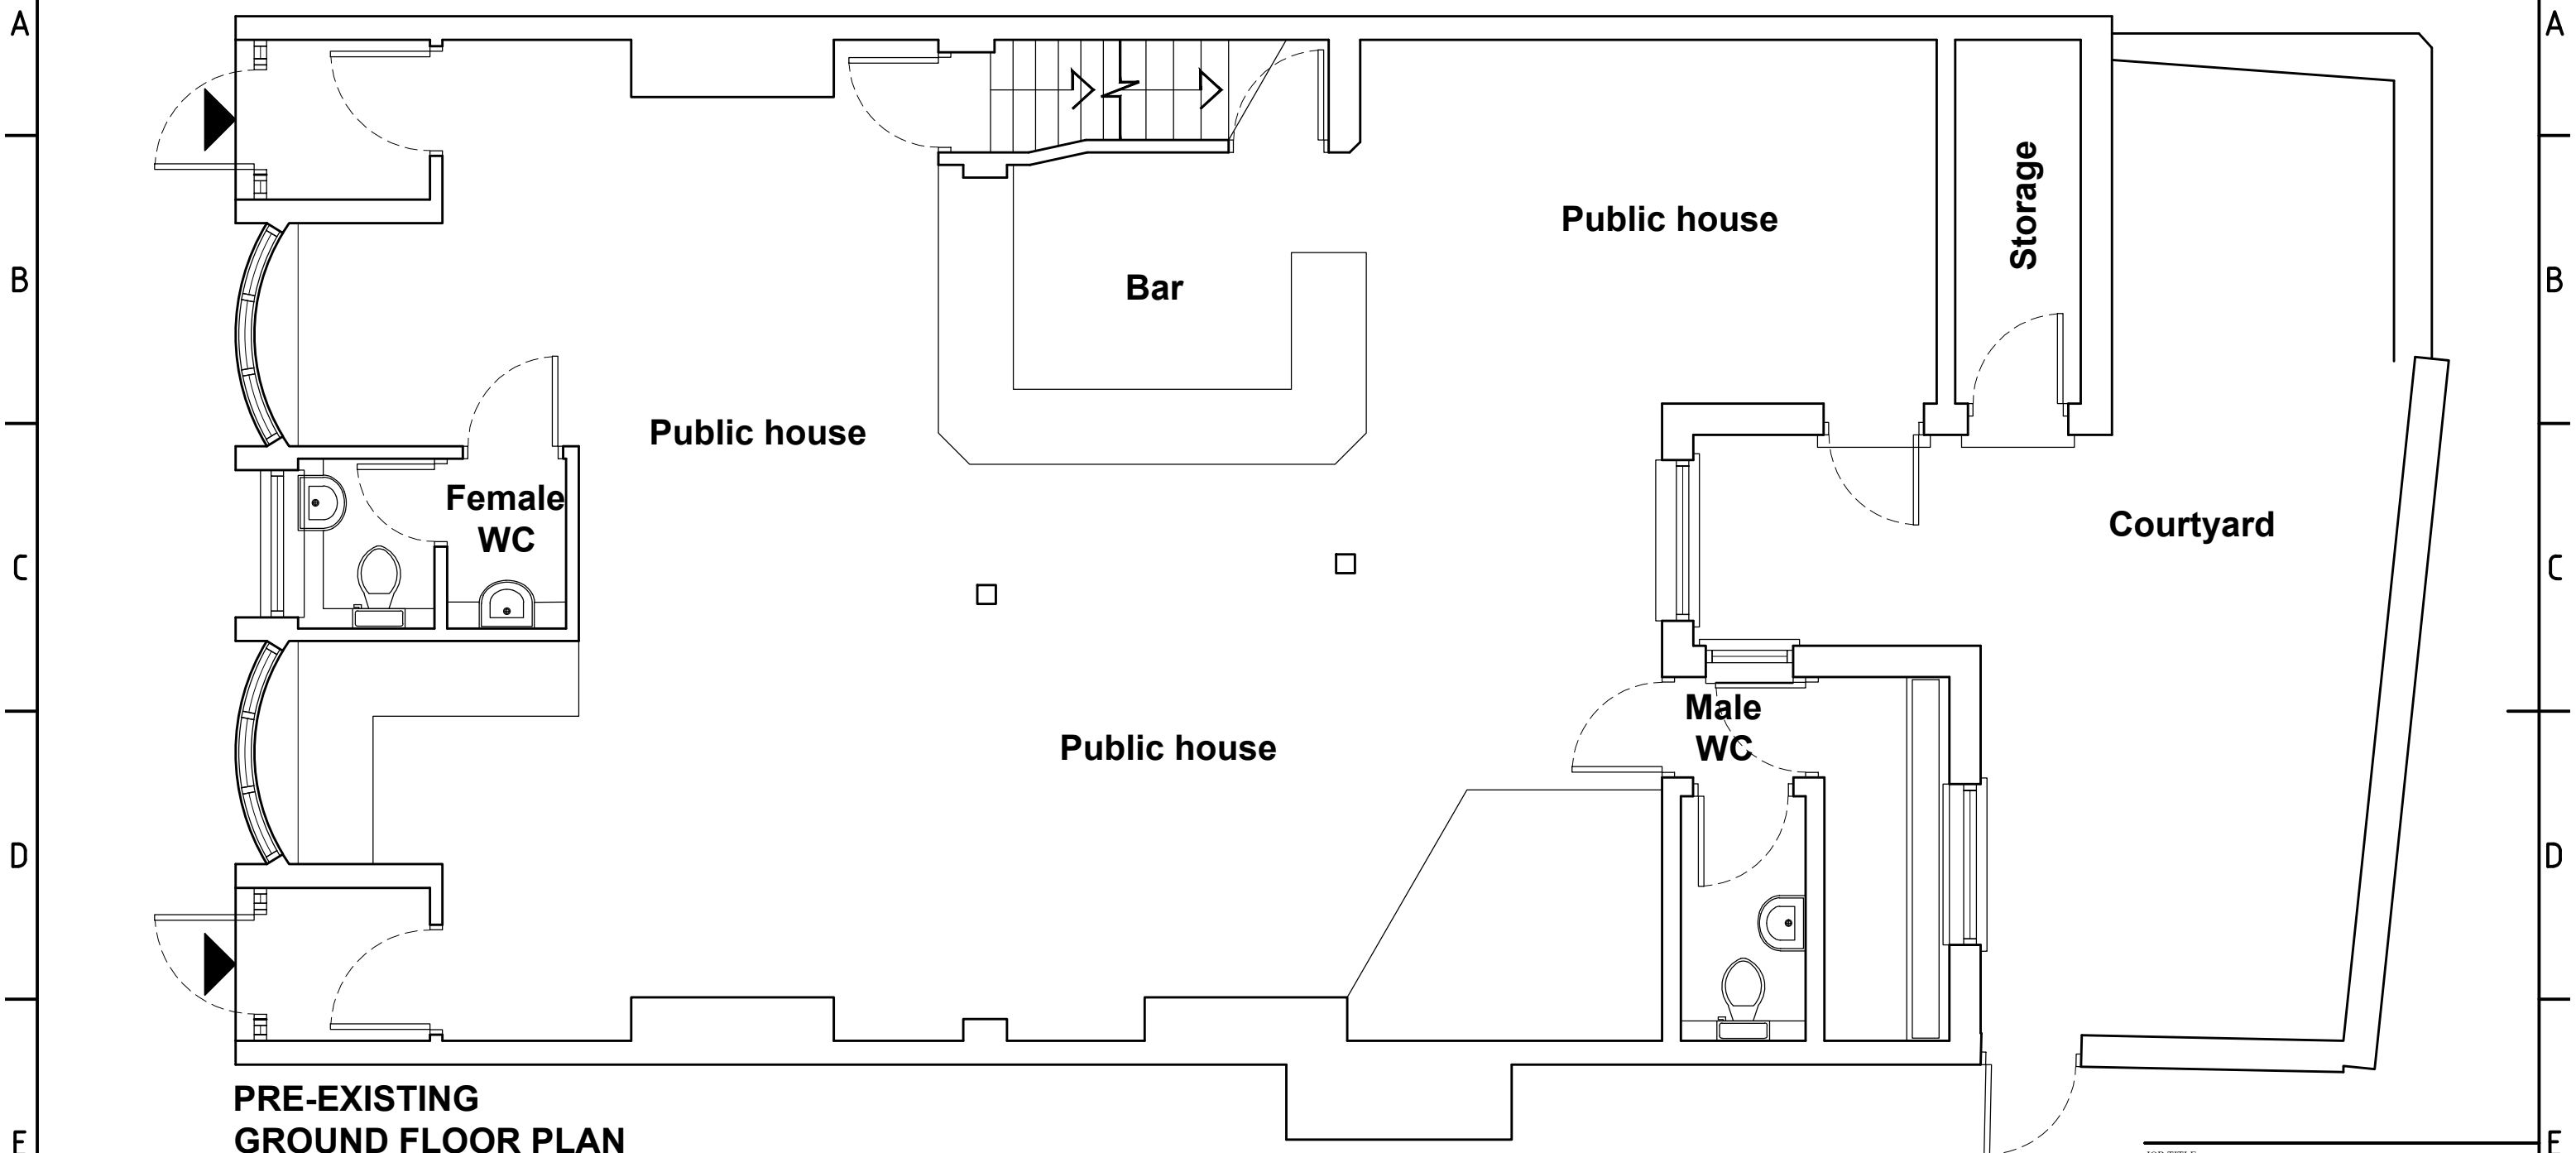 A
A
Storage
Public house
B
Bar
B
Public house
Female
WC
Courtyard
C
C
Male
WC
Public house
D
D
PRE-EXISTING
GROUND FLOOR PLAN
E
E